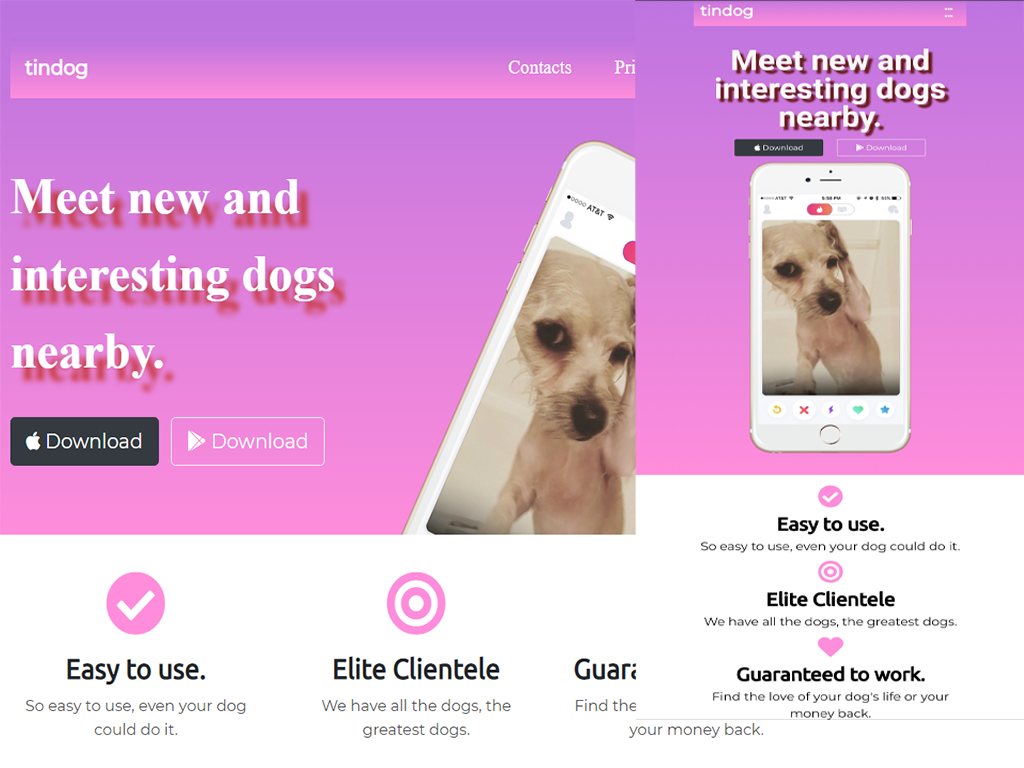 tindog
Contacts
Pri
Meet new and
interesting dogs
nearby.
Download
Download
AT&T
Easy to use.
So easy to use, even your dog
could do it.
Elite Clientele
We have all the dogs, the
greatest dogs.
Guara
Find the
your money back.
tindog
Meet new and
interesting dogs
nearby.
Download
Download
AT&T 5:58 PM 93%
Easy to use.
So easy to use, even your dog could do it.
Elite Clientele
We have all the dogs, the greatest dogs.
Guaranteed to work.
Find the love of your dog's life or your
money back.